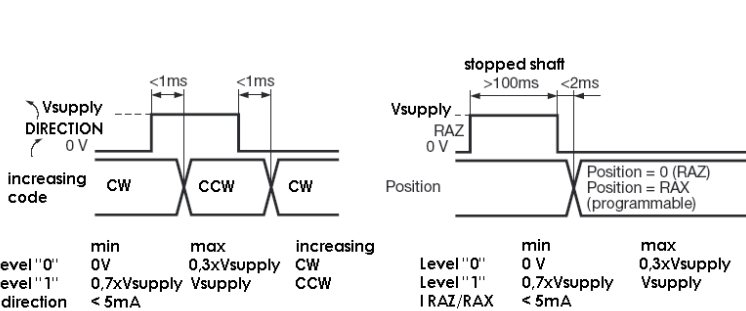 <1ms
<1ms
Vsupply
DIRECTION
0 V
increasing
code
CW
CCW
CW
min max increasing
evel "0" 0V 0,3xVsupply CW
evel "1" 0,7xVsupply Vsupply CCW
direction < 5mA
stopped shaft
>100ms
<2ms
Vsupply
RAZ
0 V
Position
Position = 0 (RAZ)
Position = RAX
(programmable)
min max
Level "0" 0 V 0,3xVsupply
Level "1" 0,7xVsupply Vsupply
I RAZ/RAX < 5mA